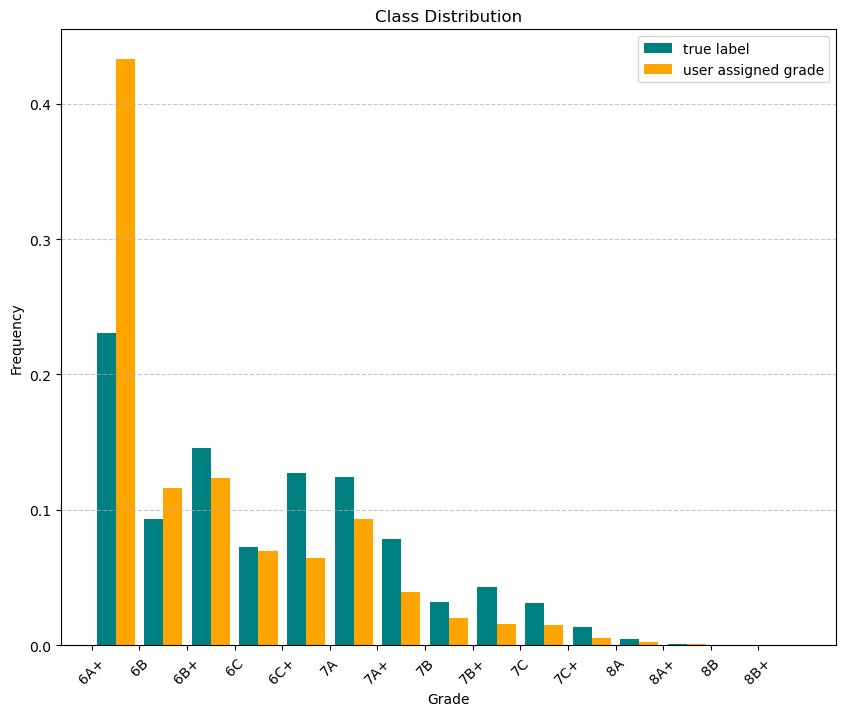 Class Distribution
true label
user assigned grade
0.4
0.3
0.2
0.1
0.0
Frequency
6A+ 6B 6B+ 6C 6C+ 7A 7A+ 7B 7B+ 7C 7C+ 8A 8A+ 8B 8B+
Grade